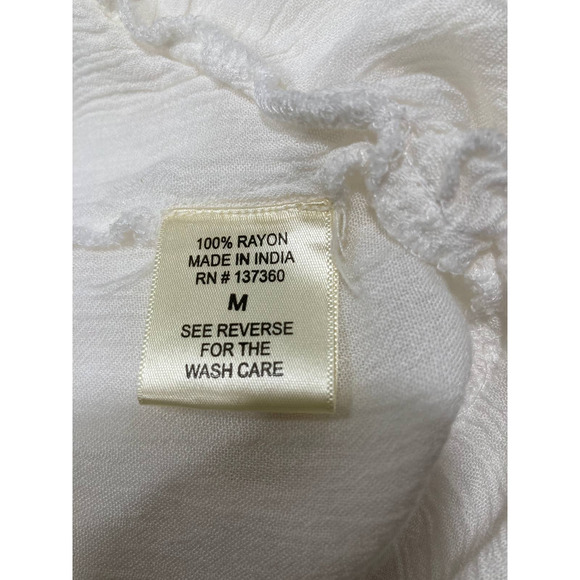 100% RAYON
MADE IN INDIA
RN # 137360
M
SEE REVERSE
FOR THE
WASH CARE